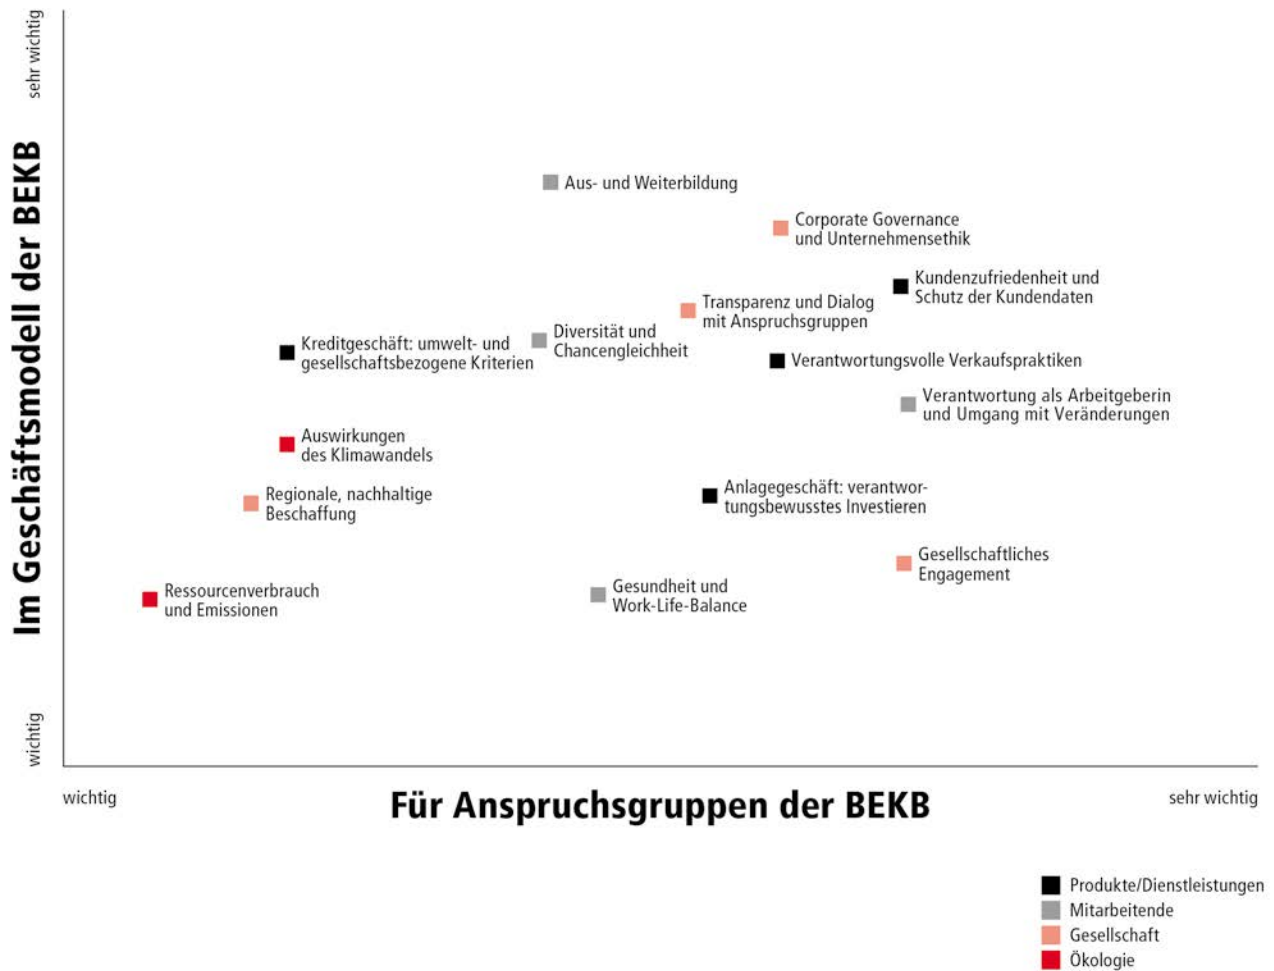 sehr wichtig
Im Geschäftsmodell der BEKB
wichtig
Aus- und Weiterbildung
Corporate Governance
und Unternehmensethik
Kundenzufriedenheit und
Schutz der Kundendaten
Transparenz und Dialog
mit Anspruchsgruppen
Diversität und
Chancengleichheit
Kreditgeschäft: umwelt- und
gesellschaftsbezogene Kriterien
Verantwortungsvolle Verkaufspraktiken
Verantwortung als Arbeitgeberin
und Umgang mit Veränderungen
Auswirkungen
des Klimawandels
Regionale, nachhaltige
Beschaffung
Anlagegeschäft: verantwor-
tungsbewusstes Investieren
Gesellschaftliches
Engagement
Ressourcenverbrauch
und Emissionen
Gesundheit und
Work-Life-Balance
wichtig
Für Anspruchsgruppen der BEKB
sehr wichtig
Produkte/Dienstleistungen
Mitarbeitende
Gesellschaft
Ökologie